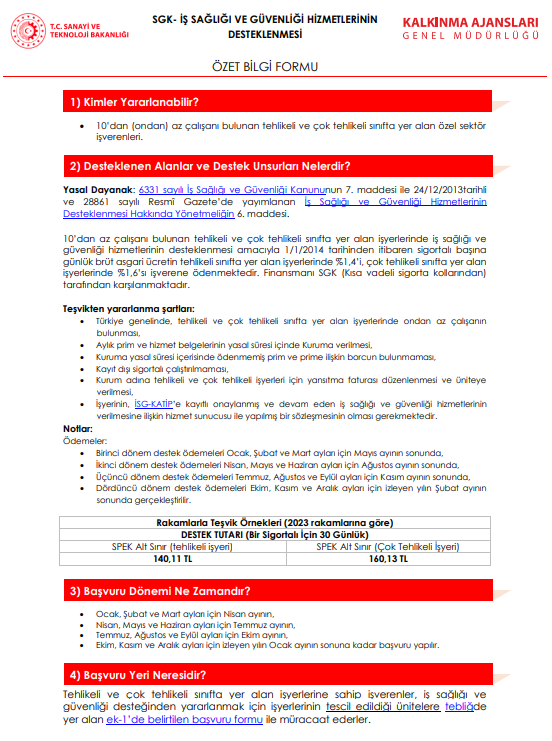 T.C. SANAYİ VE
TEKNOLOJİ BAKANLIĞI
SGK- İŞ SAĞLIĞI VE GÜVENLİĞİ HİZMETLERİNİN
DESTEKLENMESİ
KALKINMA AJANSLARI
GENEL MÜDÜRLÜĞÜ
ÖZET BİLGİ FORMU
1) Kimler Yararlanabilir?
• 10'dan (ondan) az çalışanı bulunan tehlikeli ve çok tehlikeli sınıfta yer alan özel sektör
işverenleri.
2) Desteklenen Alanlar ve Destek Unsurları Nelerdir?
Yasal Dayanak: 6331 sayılı İş Sağlığı ve Güvenliği Kanununun 7. maddesi ile 24/12/2013tarihli
ve 28861 sayılı Resmî Gazete'de yayımlanan İş Sağlığı ve Güvenliği Hizmetlerinin
Desteklenmesi Hakkında Yönetmeliğin 6. maddesi.
10'dan az çalışanı bulunan tehlikeli ve çok tehlikeli sınıfta yer alan işyerlerinde iş sağlığı ve
güvenliği hizmetlerinin desteklenmesi amacıyla 1/1/2014 tarihinden itibaren sigortalı başına
günlük brüt asgari ücretin tehlikeli sınıfta yer alan işyerlerinde %1,4'i, çok tehlikeli sınıfta yer alan
işyerlerinde %1,6'sı işverene ödenmektedir. Finansmanı SGK (Kısa vadeli sigorta kollarından)
tarafından karşılanmaktadır.
Teşvikten yararlanma şartları:
• Türkiye genelinde, tehlikeli ve çok tehlikeli sınıfta yer alan işyerlerinde ondan az çalışanın
bulunması,
• Aylık prim ve hizmet belgelerinin yasal süresi içinde Kuruma verilmesi,
• Kuruma yasal süresi içerisinde ödenmemiş prim ve prime ilişkin borcun bulunmaması,
• Kayıt dışı sigortalı çalıştırılmaması,
• Kurum adına tehlikeli ve çok tehlikeli işyerleri için yansıtma faturası düzenlenmesi ve üniteye
verilmesi,
• İşyerinin, İSG-KATİP'e kayıtlı onaylanmış ve devam eden iş sağlığı ve güvenliği hizmetlerinin
verilmesine ilişkin hizmet sunucusu ile yapılmış bir sözleşmesinin olması gerekmektedir.
Notlar:
Ödemeler:
• Birinci dönem destek ödemeleri Ocak, Şubat ve Mart ayları için Mayıs ayının sonunda,
• İkinci dönem destek ödemeleri Nisan, Mayıs ve Haziran ayları için Ağustos ayının sonunda,
• Üçüncü dönem destek ödemeleri Temmuz, Ağustos ve Eylül ayları için Kasım ayının sonunda,
• Dördüncü dönem destek ödemeleri Ekim, Kasım ve Aralık ayları için izleyen yılın Şubat ayının
sonunda gerçekleştirilir.
Rakamlarla Teşvik Örnekleri (2023 rakamlarına göre)
DESTEK TUTARI (Bir Sigortalı İçin 30 Günlük)
SPEK Alt Sınır (tehlikeli işyeri) SPEK Alt Sınır (Çok Tehlikeli İşyeri)
140,11 TL 160,13 TL
3) Başvuru Dönemi Ne Zamandır?
• Ocak, Şubat ve Mart ayları için Nisan ayının,
• Nisan, Mayıs ve Haziran ayları için Temmuz ayının,
• Temmuz, Ağustos ve Eylül ayları için Ekim ayının,
• Ekim, Kasım ve Aralık ayları için izleyen yılın Ocak ayının sonuna kadar başvuru yapılır.
4) Başvuru Yeri Neresidir?
Tehlikeli ve çok tehlikeli sınıfta yer alan işyerlerine sahip işverenler, iş sağlığı ve
güvenliği desteğinden yararlanmak için işyerlerinin tescil edildiği ünitelere tebliğde
yer alan ek-1'de belirtilen başvuru formu ile müracaat ederler.